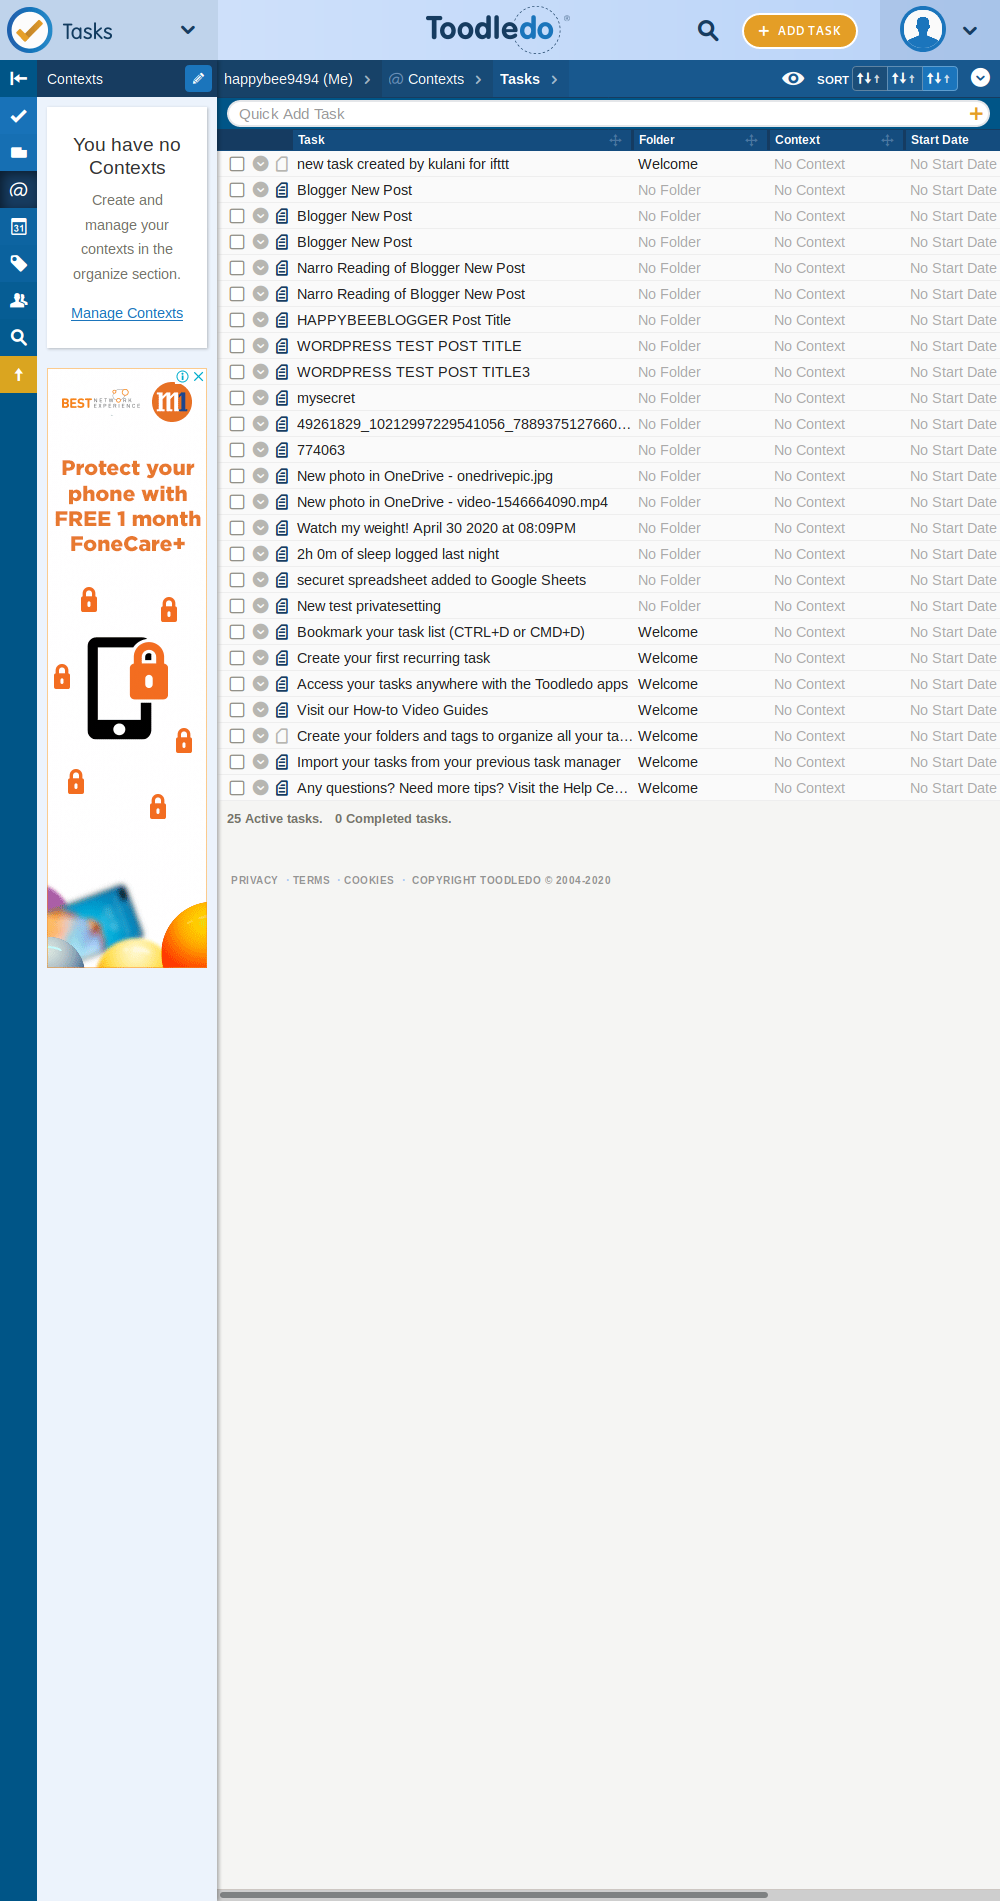 Tasks
Toodledo®
+ ADD TASK
Contexts
happybee9494 (Me)
@ Contexts
Tasks
SORT
Quick Add Task
Task
Folder
Context
Start Date
You have no
Contexts
Create and
manage your
contexts in the
organize section.
Manage Contexts
31
BEST NETWORK EXPERIENCE
m1
Protect your
phone with
FREE 1 month
FoneCare+
new task created by kulani for ifttt Welcome No Context No Start Date
Blogger New Post No Folder No Context No Start Date
Blogger New Post No Folder No Context No Start Date
Blogger New Post No Folder No Context No Start Date
Narro Reading of Blogger New Post No Folder No Context No Start Date
Narro Reading of Blogger New Post No Folder No Context No Start Date
HAPPYBEEBLOGGER Post Title No Folder No Context No Start Date
WORDPRESS TEST POST TITLE No Folder No Context No Start Date
WORDPRESS TEST POST TITLE3 No Folder No Context No Start Date
mysecret No Folder No Context No Start Date
49261829_10212997229541056_7889375127660... No Folder No Context No Start Date
774063 No Folder No Context No Start Date
New photo in OneDrive - onedrivepic.jpg No Folder No Context No Start Date
New photo in OneDrive - video-1546664090.mp4 No Folder No Context No Start Date
Watch my weight! April 30 2020 at 08:09PM No Folder No Context No Start Date
2h 0m of sleep logged last night No Folder No Context No Start Date
securet spreadsheet added to Google Sheets No Folder No Context No Start Date
New test privatesetting No Folder No Context No Start Date
Bookmark your task list (CTRL+D or CMD+D) Welcome No Context No Start Date
Create your first recurring task Welcome No Context No Start Date
Access your tasks anywhere with the Toodledo apps Welcome No Context No Start Date
Visit our How-to Video Guides Welcome No Context No Start Date
Create your folders and tags to organize all your ta... Welcome No Context No Start Date
Import your tasks from your previous task manager Welcome No Context No Start Date
Any questions? Need more tips? Visit the Help Ce... Welcome No Context No Start Date
25 Active tasks. 0 Completed tasks.
PRIVACY · TERMS · COOKIES · COPYRIGHT TOODLEDO © 2004-2020